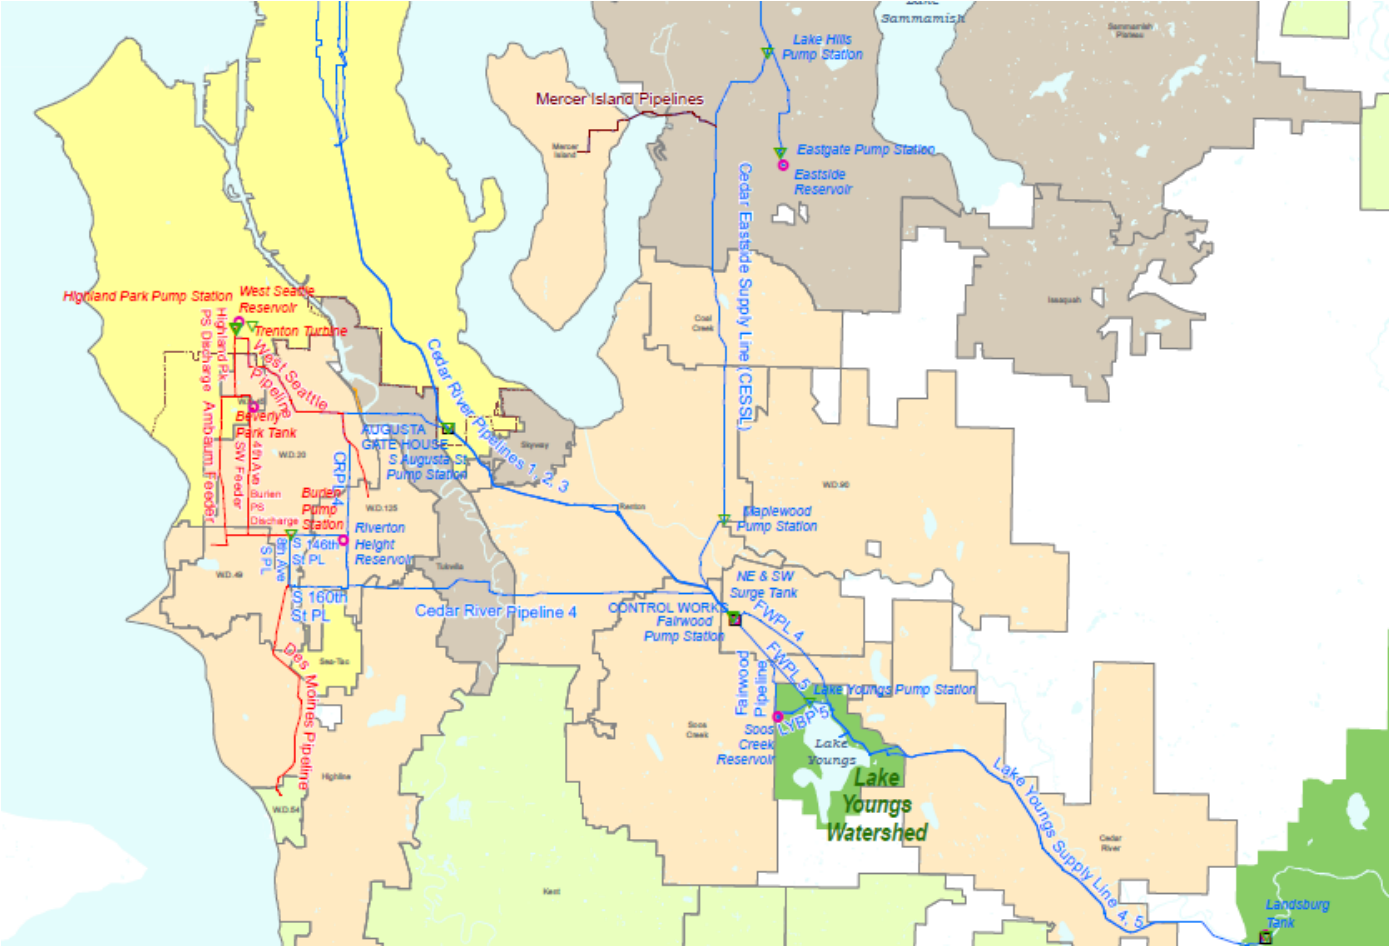 Lake
Sammamish
Sammamish
Plateau
Lake Hills
Pump Station
Mercer Island Pipelines
Mercer
Island
Eastgate Pump Station
Eastside
Reservoir
Cedar Eastside Supply Line (CESSL)
Issaquah
Coal
Creek
Highland Park Pump Station
West Seattle
Reservoir
Trenton Turbine
Highland Pk
PS Discharge
West Seattle
Pipeline
Ambaum Feeder
Beverly
Park Tank
W.D.20
4th Ave
SW Feeder
Burien
PS
Discharge
Burien
Pump
Station
CRPL 4
W.D.125
AUGUSTA
GATE HOUSE
S Augusta St
Pump Station
Cedar River Pipelines 1, 2, 3
Skyway
Renton
W.D.90
Maplewood
Pump Station
Riverton
Height
Reservoir
S 146th
St PL
8th Ave
S PL
W.D.49
Tukwila
S 160th
St PL
Cedar River Pipeline 4
NE & SW
Surge Tank
CONTROL WORKS
Fairwood
Pump Station
FWPL 4
FWPL 5
Fairwood
Pipeline
Sea-Tac
Des Moines Pipeline
Lake Youngs Pump Station
LYBP 5
Soos
Creek
Soos
Creek
Reservoir
Lake
Youngs
Lake
Youngs
Watershed
Lake Youngs Supply Line 4, 5
Highline
W.D.54
Cedar
River
Kent
Landsburg
Tank